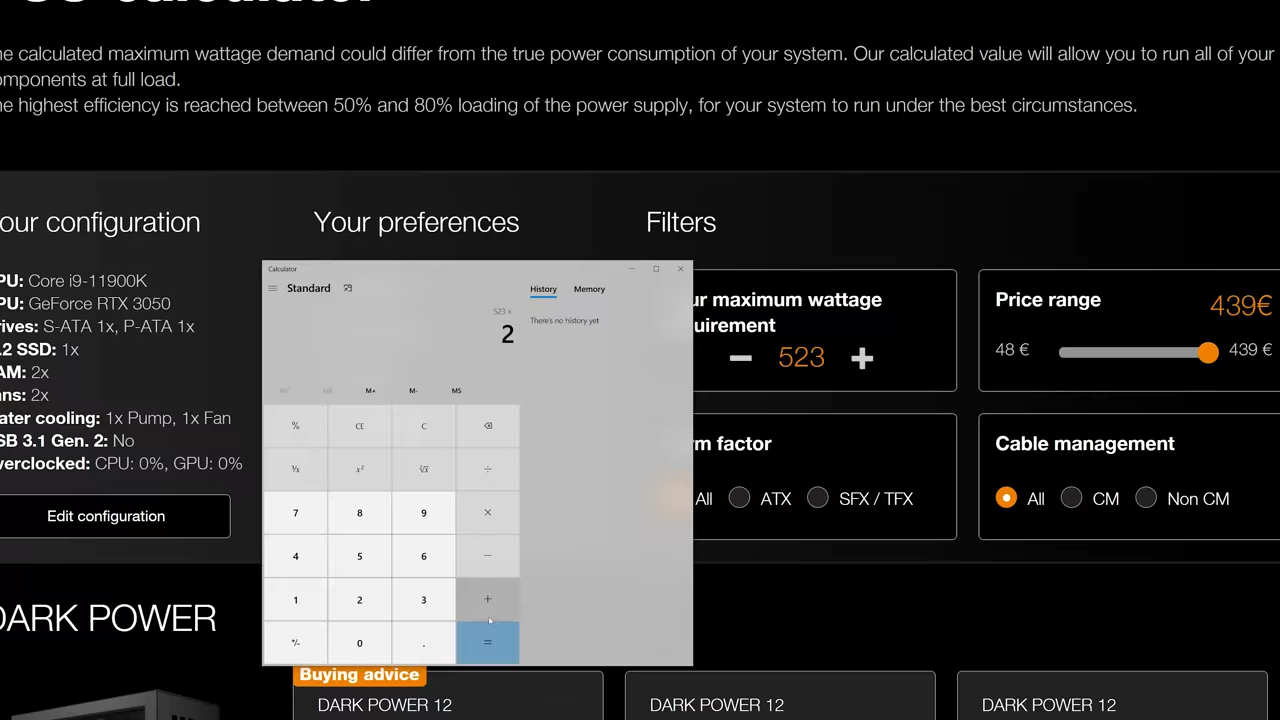 calculator
he calculated maximum wattage demand could differ from the true power consumption of your system. Our calculated value will allow you to run all of your
omponents at full load.
he highest efficiency is reached between 50% and 80% loading of the power supply, for your system to run under the best circumstances.
our configuration
PU: Core i9-11900K
PU: GeForce RTX 3050
rives: S-ATA 1x, P-ATA 1x
.2 SSD: 1x
AM: 2x
ans: 2x
ater cooling: 1x Pump, 1x Fan
SB 3.1 Gen. 2: No
verclocked: CPU: 0%, GPU: 0%
Edit configuration
Your preferences
Filters
Calculator
Standard
History
Memory
There's no history yet
523 ×
2
M+
M-
MS
%
CE
C
⅟x
x²
²√x
÷
7
8
9
×
4
5
6
−
1
2
3
+
+/-
0
.
=
ur maximum wattage
uirement
− 523 +
Price range
439€
48 €
439 €
rm factor
All
ATX
SFX / TFX
Cable management
All
CM
Non CM
DARK POWER
Buying advice
DARK POWER 12
DARK POWER 12
DARK POWER 12